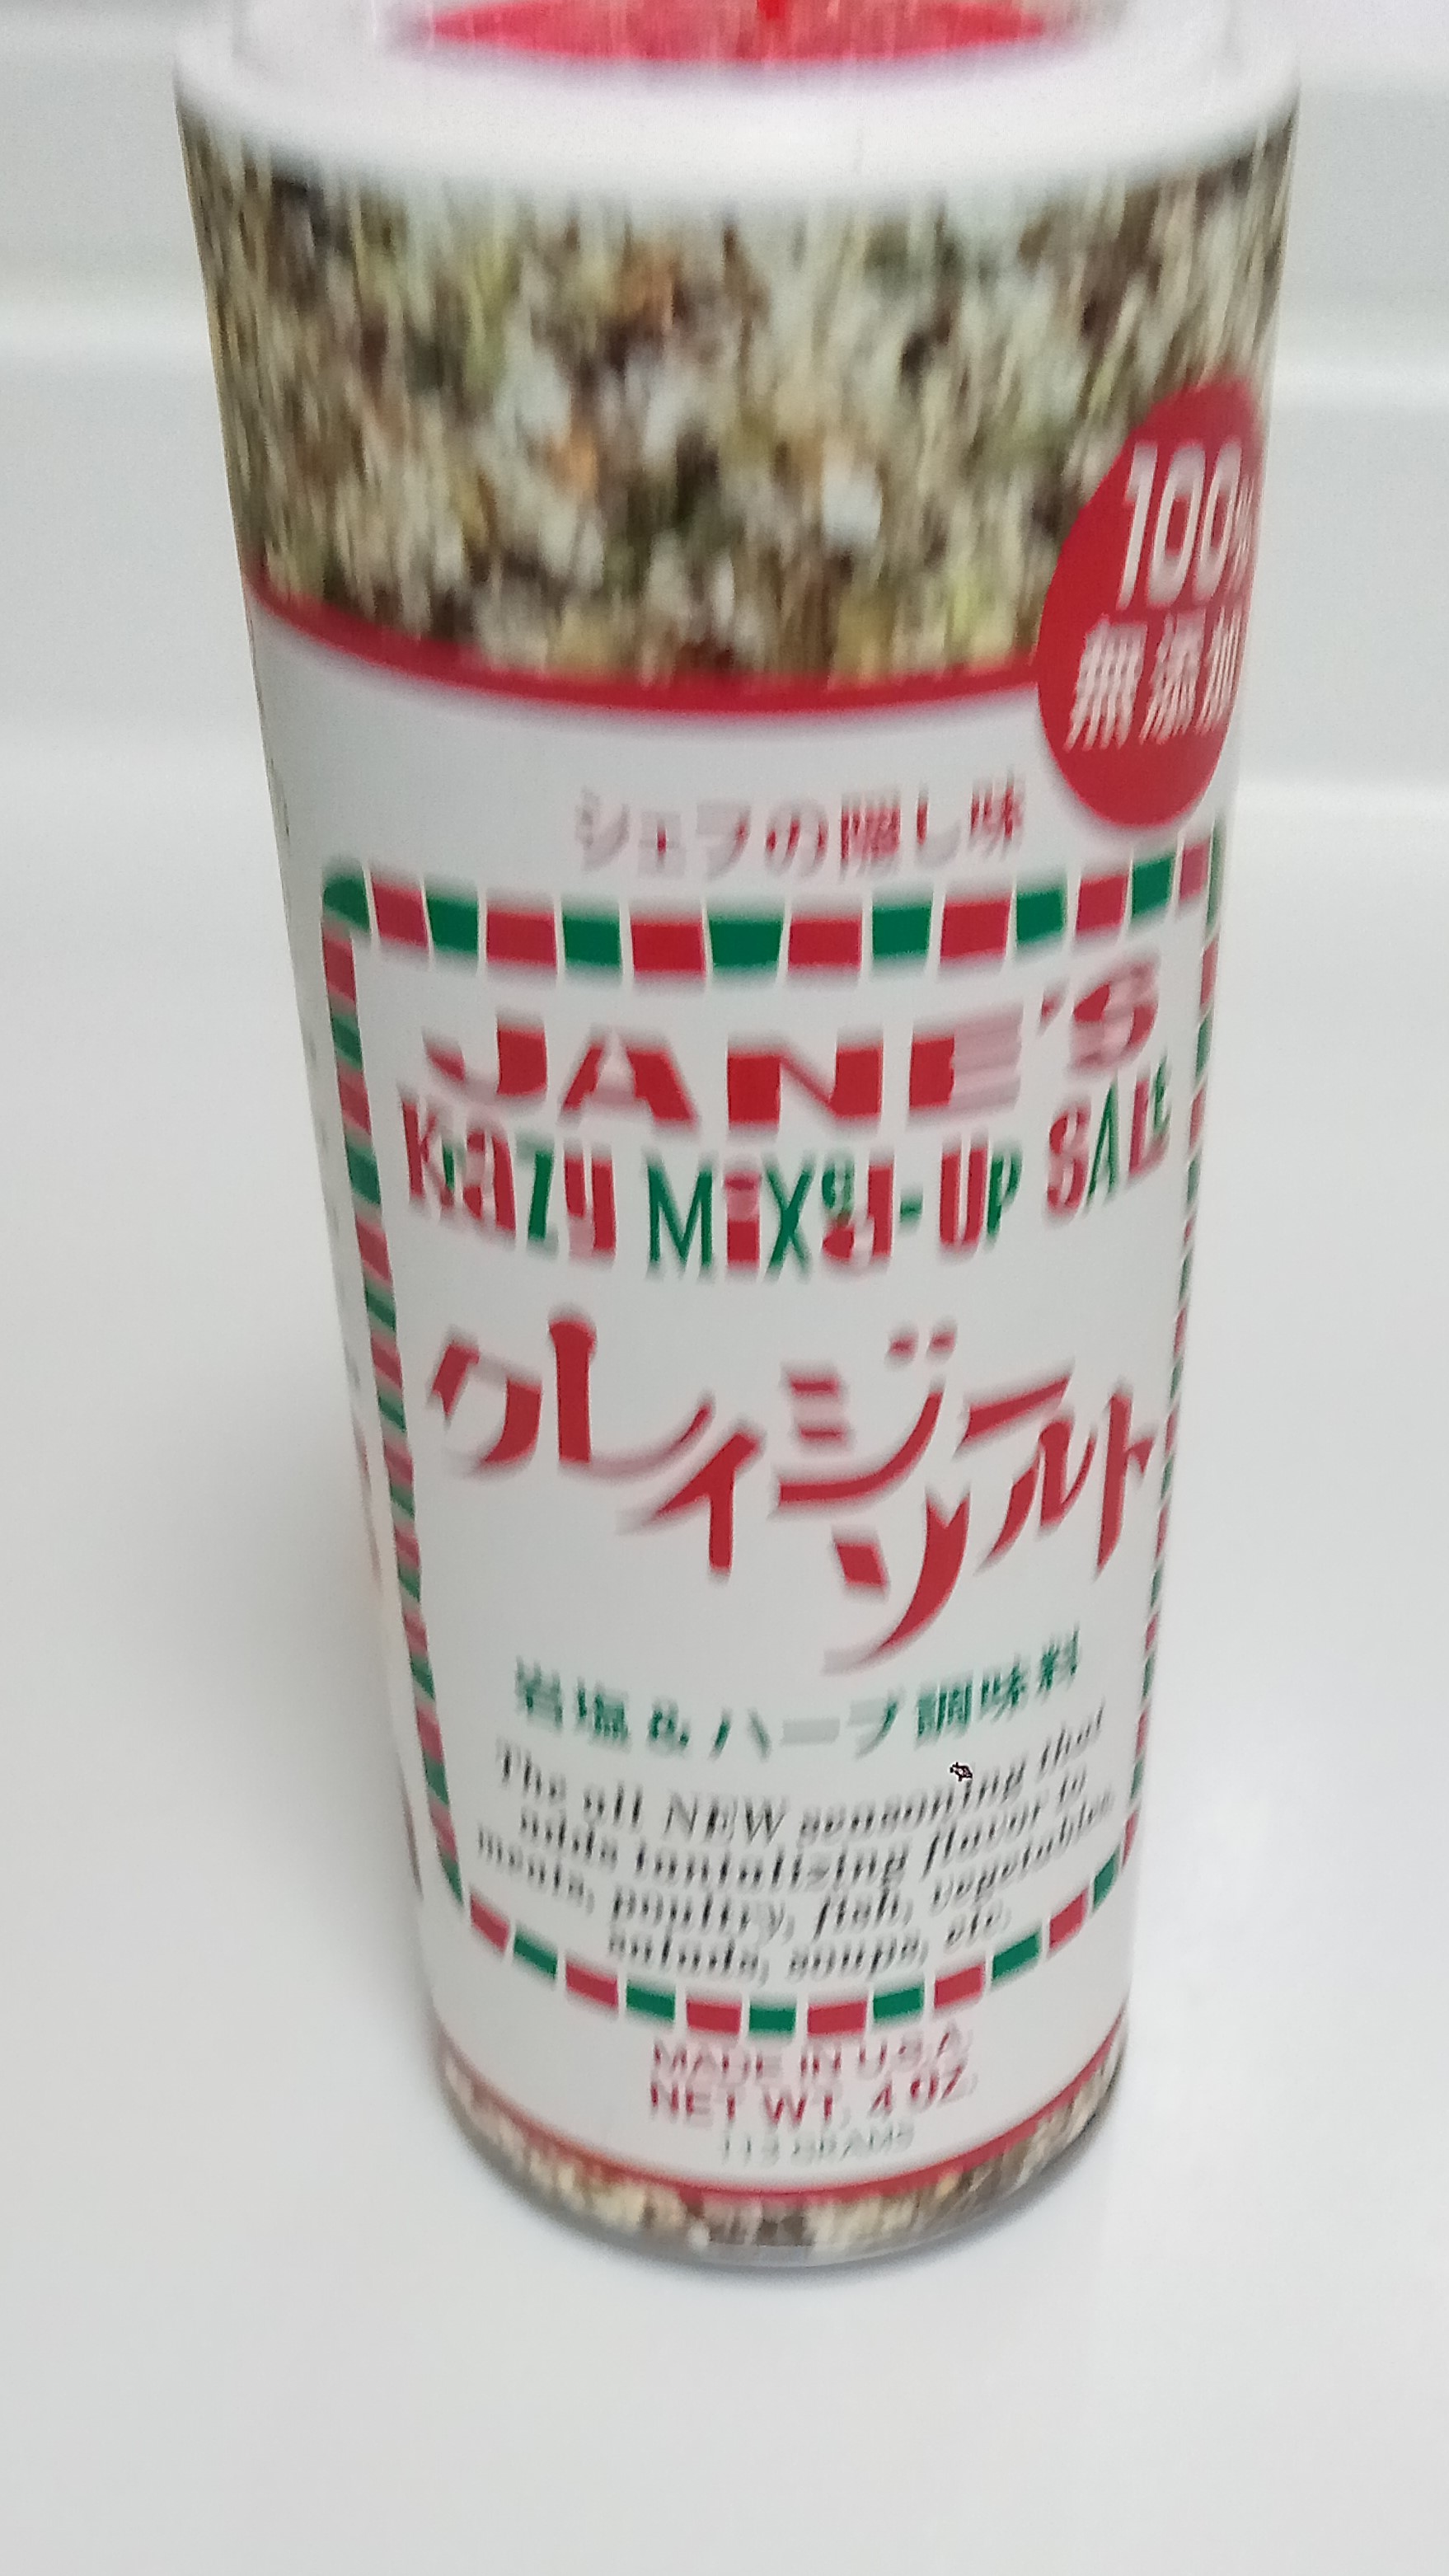 100%
無添加
シェフの隠し味
JANE'S
KRAZY MiXed-UP SALt
クレイジー
ソルト
岩塩&ハーブ調味料
The all NEW seasoning that
adds tantalizing flavor to
meats, poultry, fish, vegetables,
salads, soups, etc.
MADE IN U.S.A.
NET WT. 4 OZ.
113 GRAMS